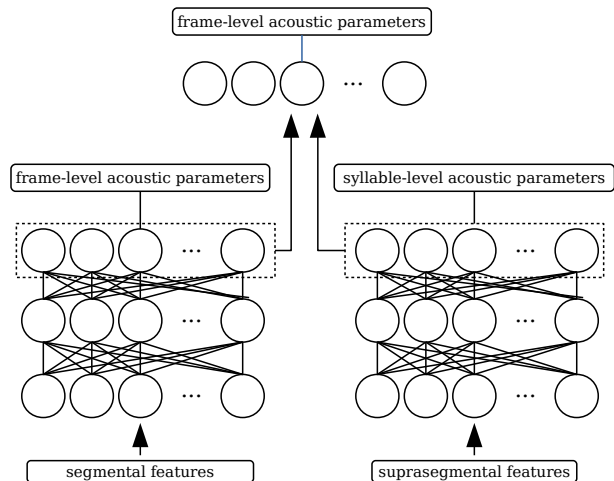 frame-level acoustic parameters
...
frame-level acoustic parameters
syllable-level acoustic parameters
... ...
... ...
... ...
segmental features
suprasegmental features